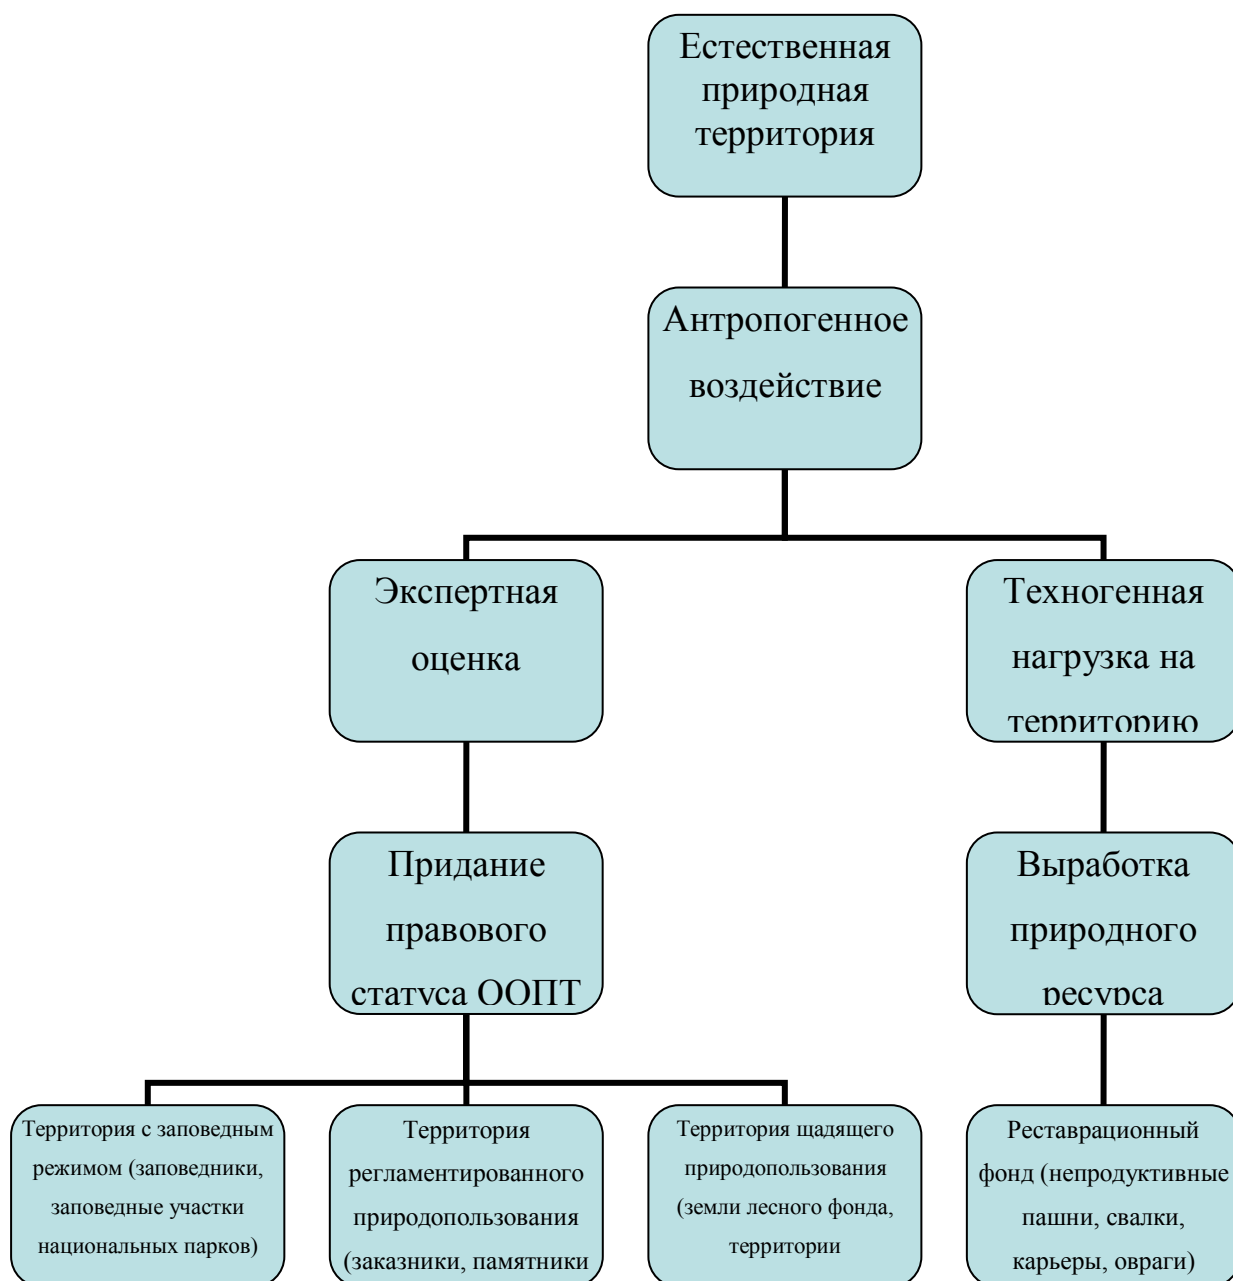 Естественная
природная
территория
Антропогенное
воздействие
Экспертная
оценка
Техногенная
нагрузка на
территорию
Придание
правового
статуса ООПТ
Выработка
природного
ресурса
Территория с заповедным
режимом (заповедники,
заповедные участки
национальных парков)
Территория
регламентированного
природопользования
(заказники, памятники
Территория щадящего
природопользования
(земли лесного фонда,
территории
Реставрационный
фонд (непродуктивные
пашни, свалки,
карьеры, овраги)